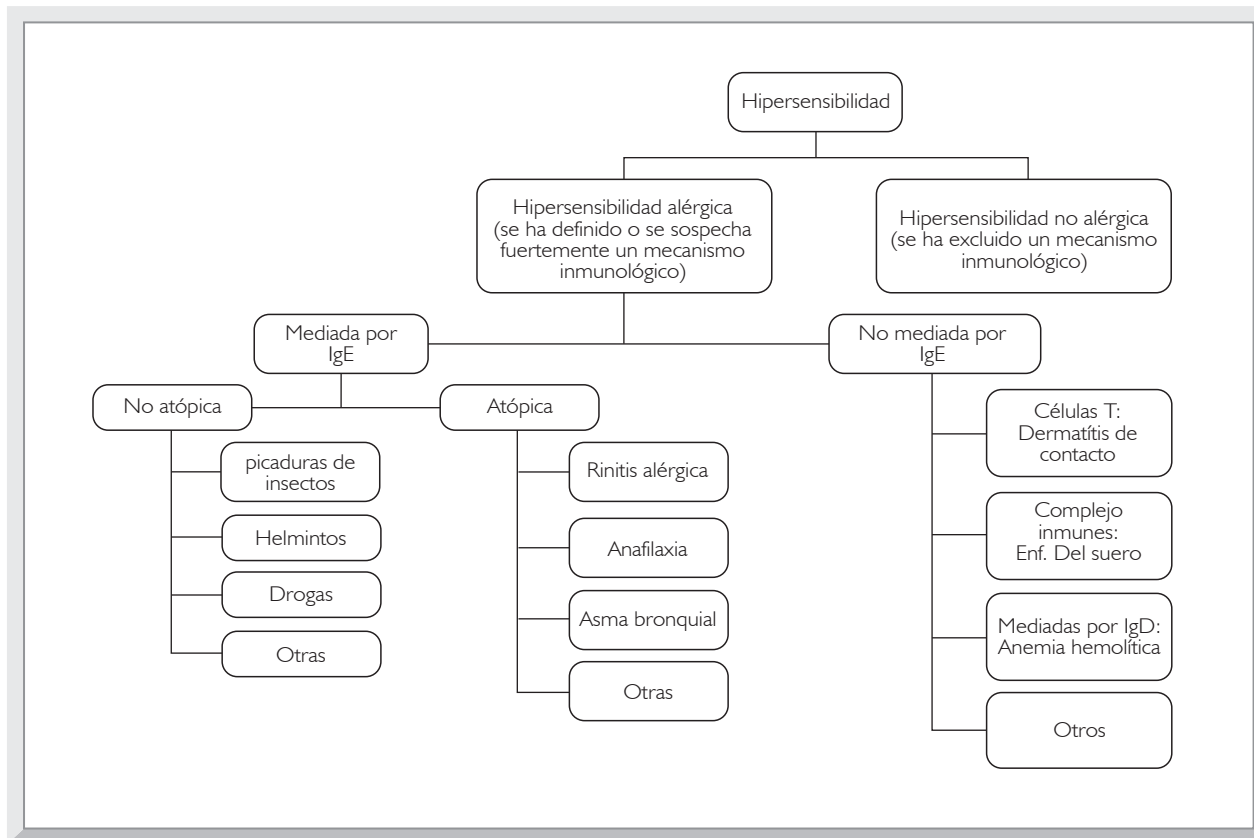 Hipersensibilidad
Hipersensibilidad alérgica
(se ha definido o se sospecha
fuertemente un mecanismo
inmunológico)
Hipersensibilidad no alérgica
(se ha excluido un mecanismo
inmunológico)
Mediada por
IgE
No mediada por
IgE
No atópica
Atópica
picaduras de
insectos
Helmintos
Drogas
Otras
Rinitis alérgica
Anafilaxia
Asma bronquial
Otras
Células T:
Dermatítis de
contacto
Complejo
inmunes:
Enf. Del suero
Mediadas por IgD:
Anemia hemolítica
Otros